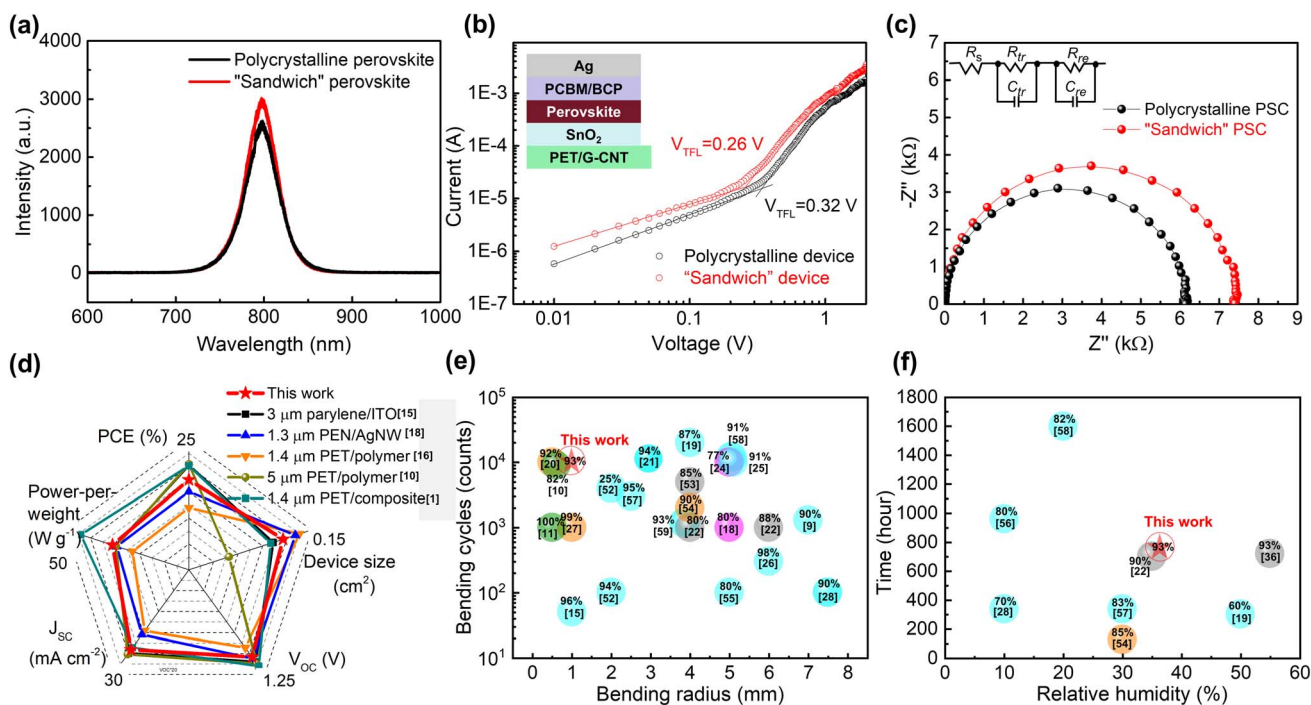 (a)
4000
3000
2000
1000
0
Intensity (a.u.)
Polycrystalline perovskite
"Sandwich" perovskite
600
700
800
900
1000
Wavelength (nm)
(b)
1E-3
1E-4
1E-5
1E-6
1E-7
Current (A)
Ag
PCBM/BCP
Perovskite
SnO2
PET/G-CNT
VTFL=0.26 V
VTFL=0.32 V
Polycrystalline device
“Sandwich” device
0.01
0.1
1
Voltage (V)
(c)
7
6
5
4
3
2
1
0
-Z'' (kΩ)
Rs
Rtr
Rre
Ctr
Cre
Polycrystalline PSC
"Sandwich" PSC
0 1 2 3 4 5 6 7 8 9
Z'' (kΩ)
(d)
This work
3 μm parylene/ITO[15]
1.3 μm PEN/AgNW [18]
1.4 μm PET/polymer [16]
5 μm PET/polymer [10]
1.4 μm PET/composite[1]
PCE (%)
25
Power-per-
weight.
(W g-1)
50
0.15
Device size
(cm2)
JSC
(mA cm-2)
30
VOC*20
VOC (V)
1.25
(e)
105
104
103
102
101
Bending cycles (counts)
This work
92%
[20]
93%
82%
[10]
100%
[11]
99%
[27]
25%
[52]
95%
[57]
94%
[21]
87%
[19]
85%
[53]
90%
[54]
93%
[59]
80%
[22]
77%
[24]
91%
[58]
91%
[25]
80%
[18]
88%
[22]
90%
[9]
98%
[26]
96%
[15]
94%
[52]
80%
[55]
90%
[28]
0 1 2 3 4 5 6 7 8
Bending radius (mm)
(f)
1800
1600
1400
1200
1000
800
600
400
200
0
Time (hour)
82%
[58]
80%
[56]
This work
93%
90%
[22]
93%
[36]
70%
[28]
83%
[57]
60%
[19]
85%
[54]
0 10 20 30 40 50 60
Relative humidity (%)